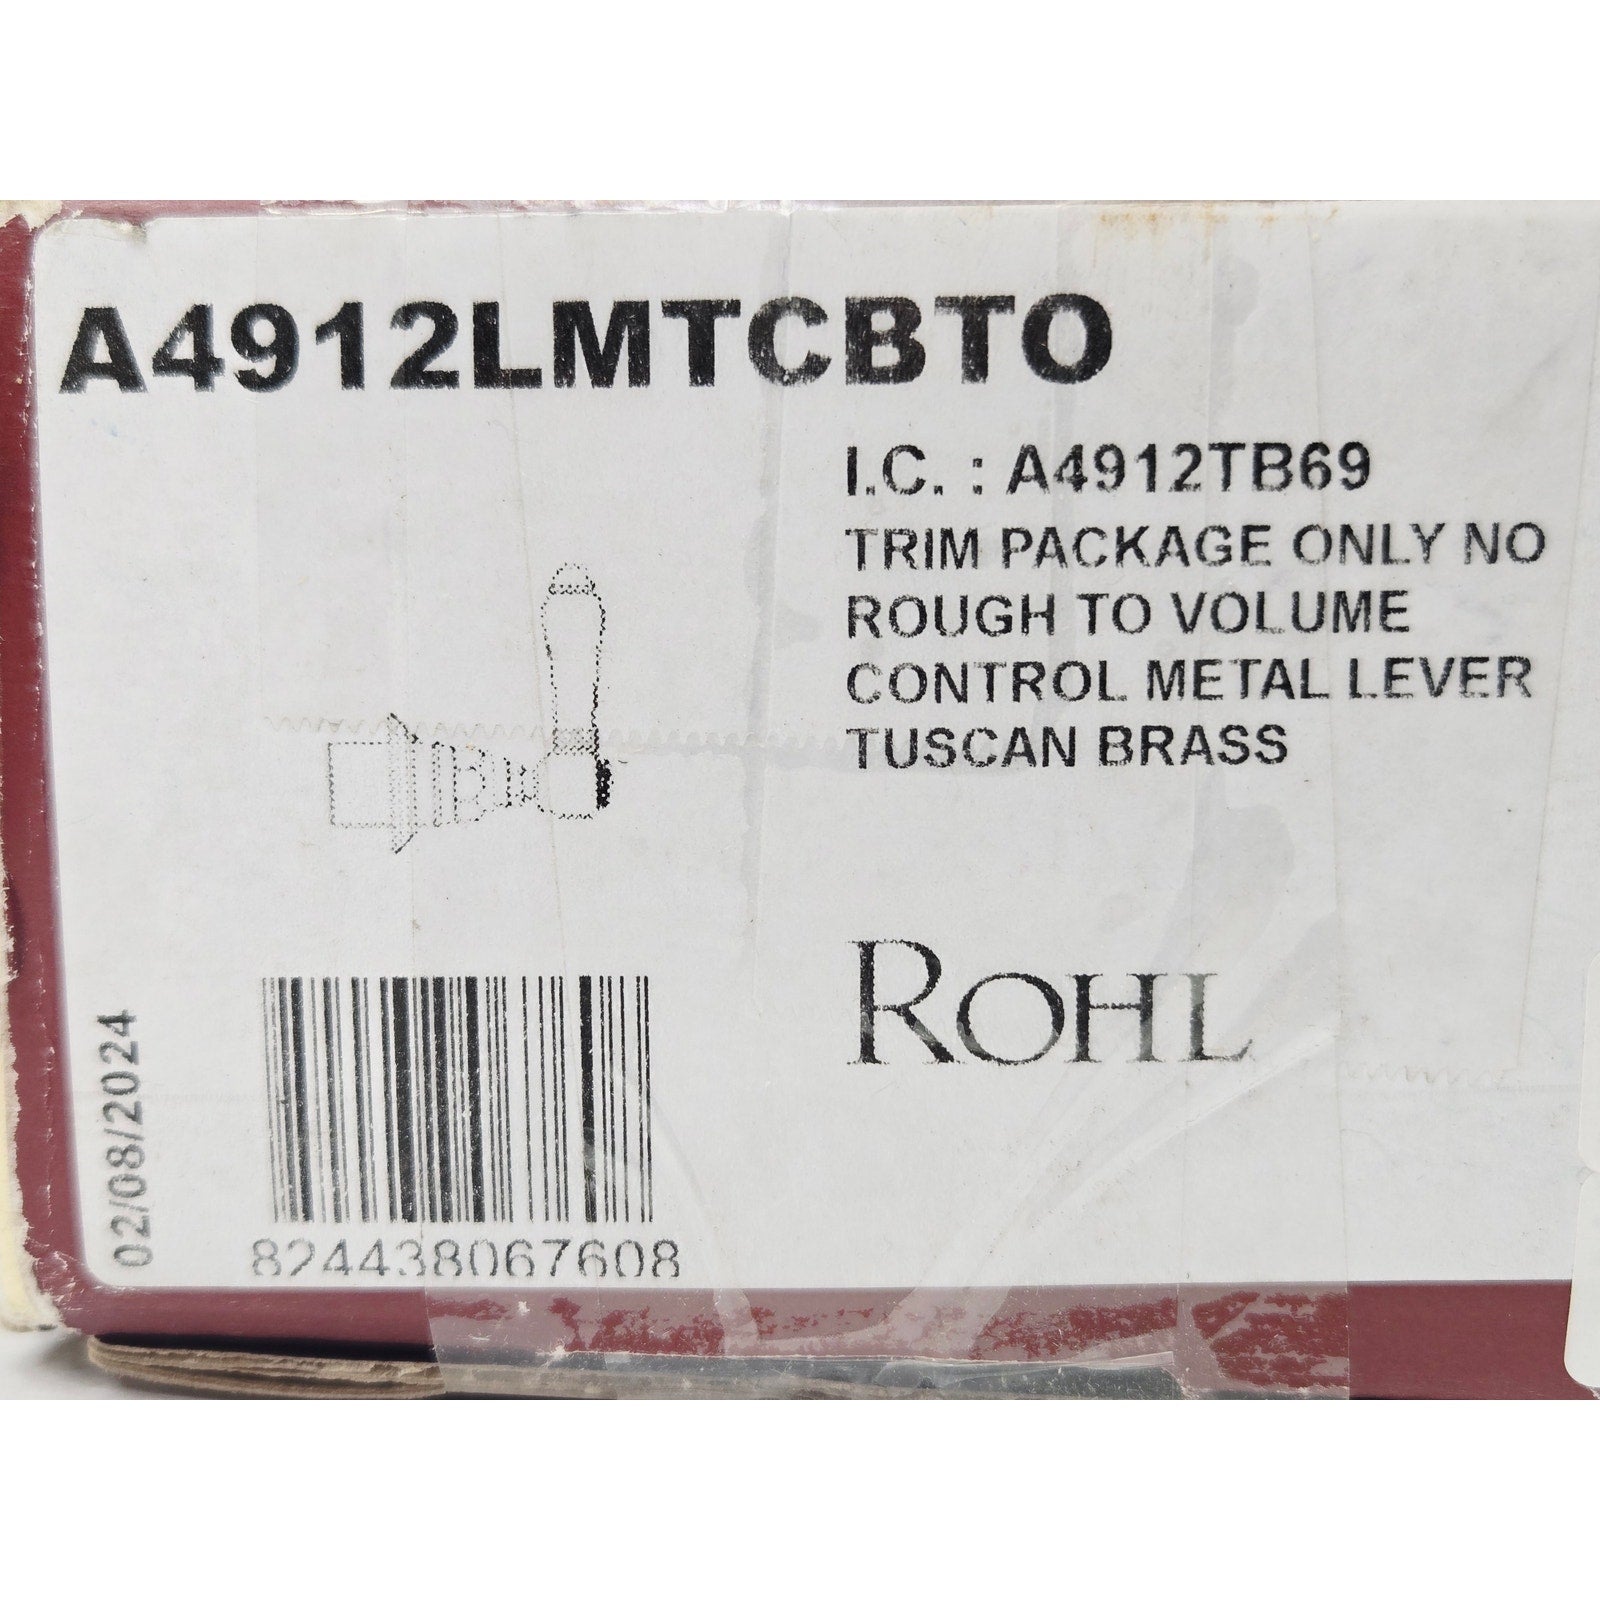 A4912LMTCBTO
I.C. : A4912TB69
TRIM PACKAGE ONLY NO
ROUGH TO VOLUME
CONTROL METAL LEVER
TUSCAN BRASS
ROHL
02/08/2024
824438067608